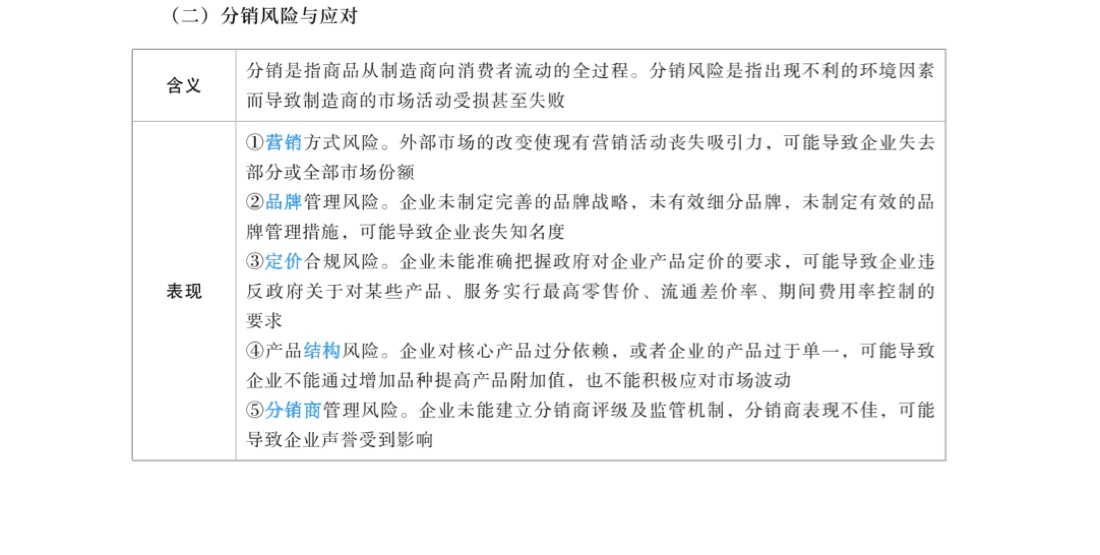 （二）分销风险与应对
含义
分销是指商品从制造商向消费者流动的全过程。分销风险是指出现不利的环境因素
而导致制造商的市场活动受损甚至失败
表现
①营销方式风险。外部市场的改变使现有营销活动丧失吸引力，可能导致企业失去
部分或全部市场份额
②品牌管理风险。企业未制定完善的品牌战略，未有效细分品牌，未制定有效的品
牌管理措施，可能导致企业丧失知名度
③定价合规风险。企业未能准确把握政府对企业产品定价的要求，可能导致企业违
反政府关于对某些产品、服务实行最高零售价、流通差价率、期间费用率控制的
要求
④产品结构风险。企业对核心产品过分依赖，或者企业的产品过于单一，可能导致
企业不能通过增加品种提高产品附加值，也不能积极应对市场波动
⑤分销商管理风险。企业未能建立分销商评级及监管机制，分销商表现不佳，可能
导致企业声誉受到影响